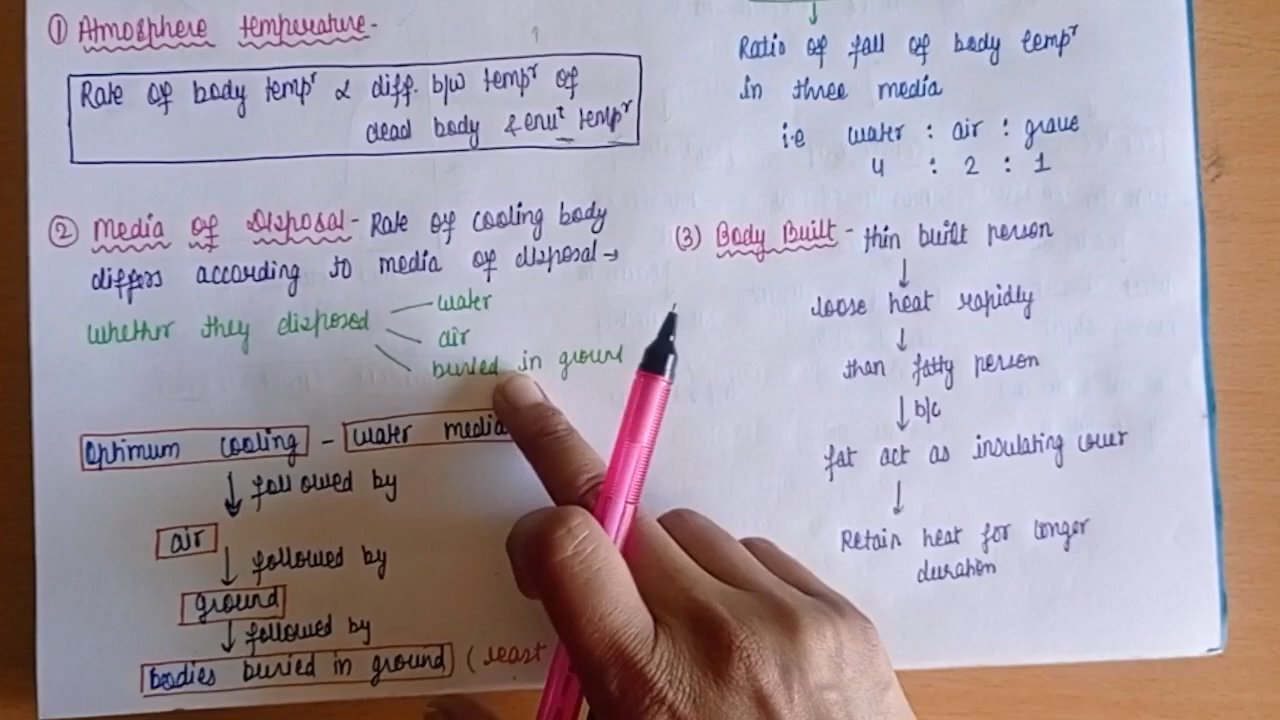 ① Atmosphere temperature-
Rate of body tempʳ ∝ diff. b/w tempʳ of
dead body & envᵗ tempʳ
② Media of Disposal - Rate of cooling body
differs according to media of disposal →
whether they disposed
water
air
buried in ground
Optimum cooling - water media
↓ followed by
air
↓ followed by
ground
↓ followed by
bodies buried in ground (least
↓
Ratio of fall of body tempʳ
in three media
i.e water : air : grave
4 : 2 : 1
(3) Body Built - thin built person
↓
loose heat rapidly
↓
than fatty person
↓ b/c
fat act as insulating cover
↓
Retain heat for longer
duration